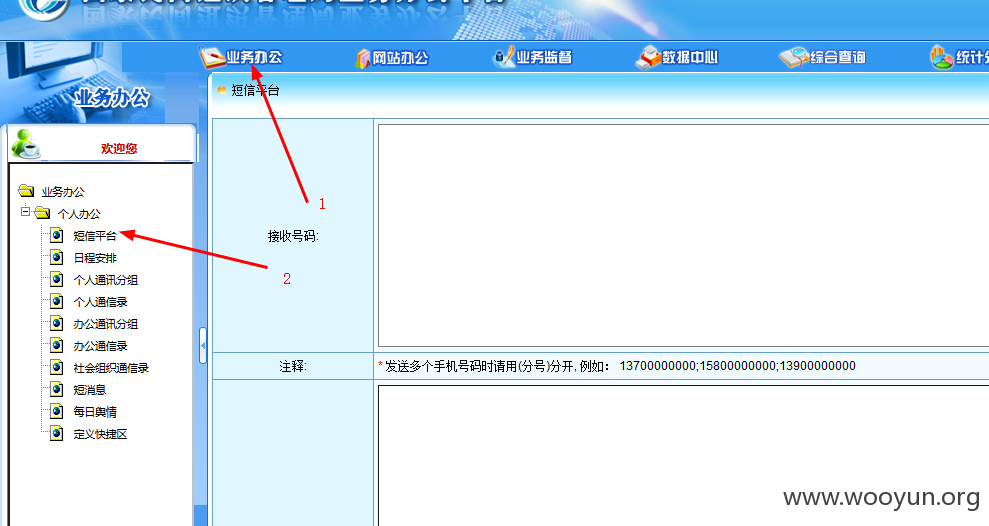 业务办公 网站办公 业务监督 数据中心 综合查询
业务办公
短信平台
欢迎您
1
业务办公
个人办公
短信平台
接收号码:
日程安排
2
个人通讯分组
个人通信录
办公通讯分组
办公通信录
社会组织通信录
注释:
*发送多个手机号码时请用(分号)分开,例如： 13700000000;15800000000;13900000000
短消息
每日舆情
定义快捷区
www.wooyun.org